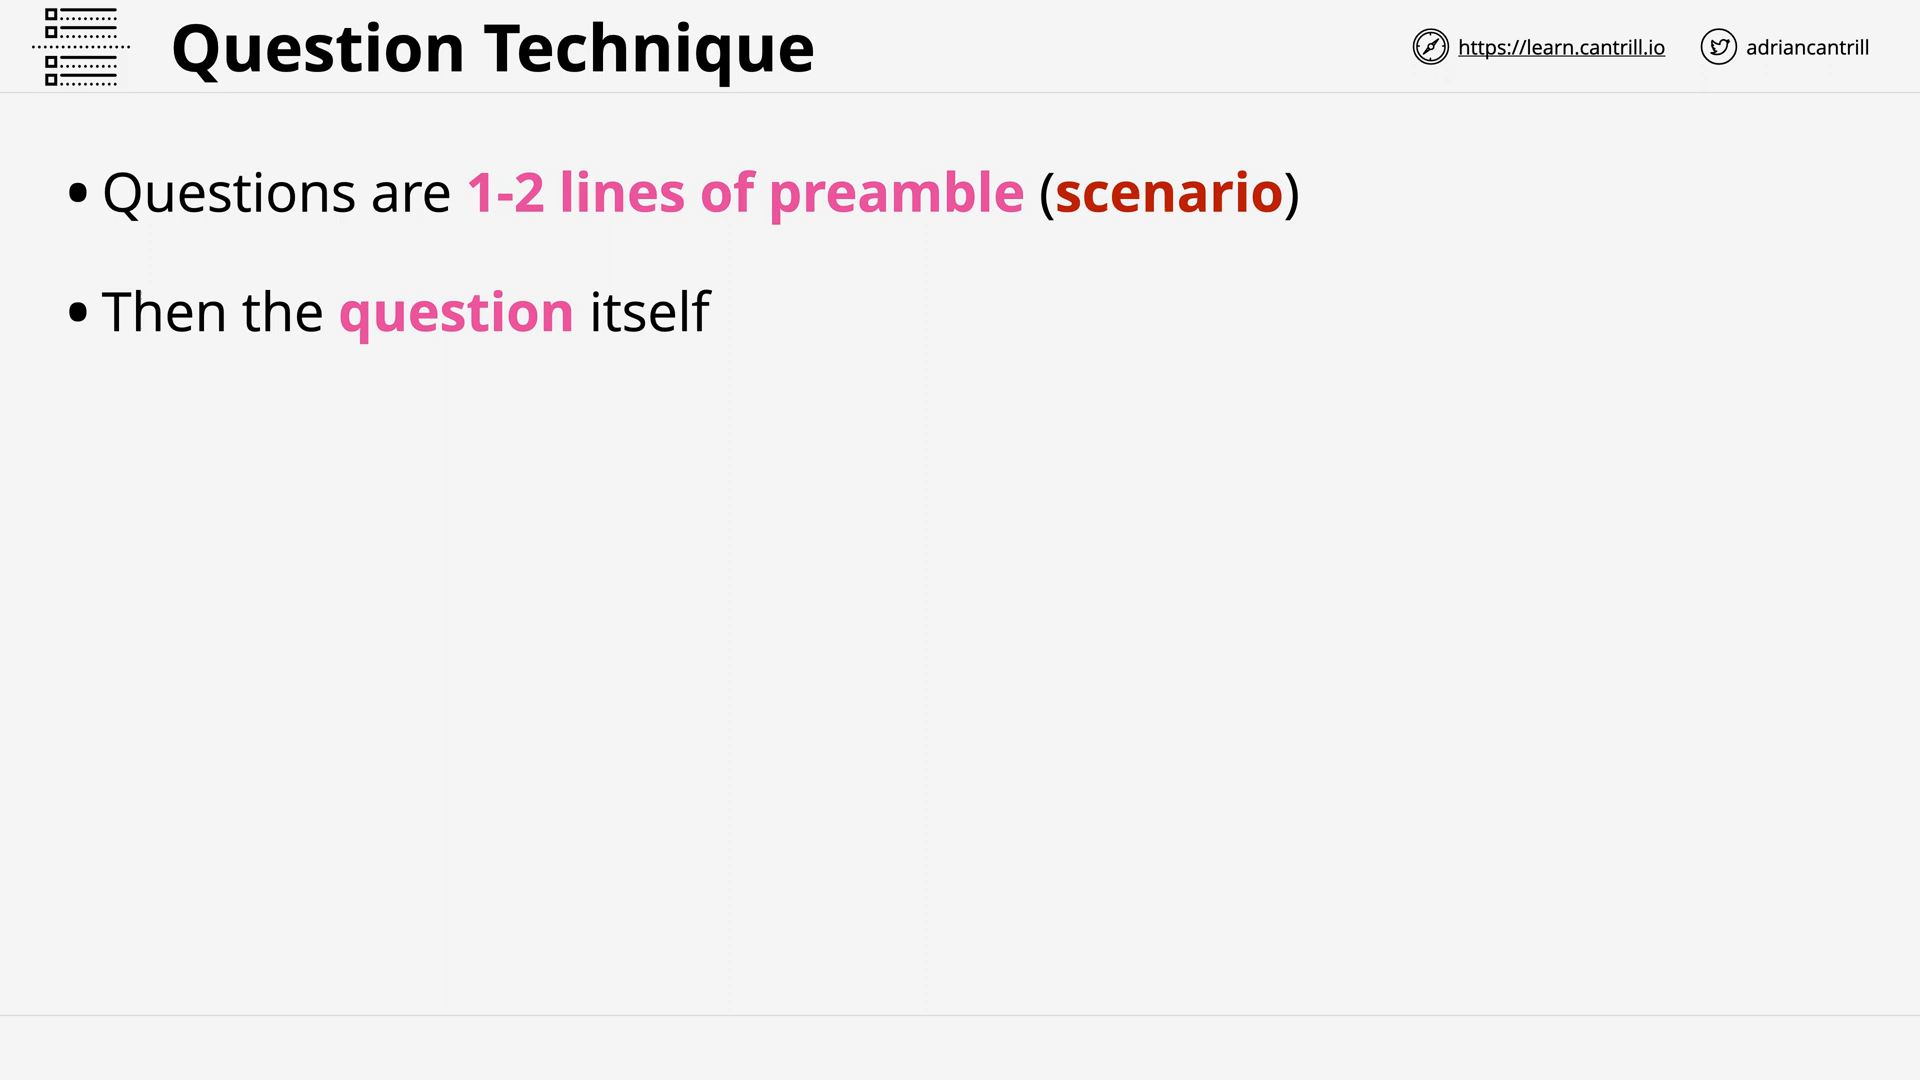 Question Technique
https://learn.cantrill.io
adriancantrill
• Questions are 1-2 lines of preamble (scenario)
• Then the question itself